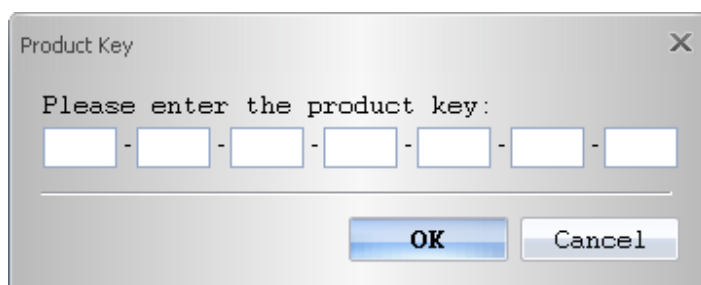 Product Key
Please enter the product key:
- - - - - -
OK Cancel